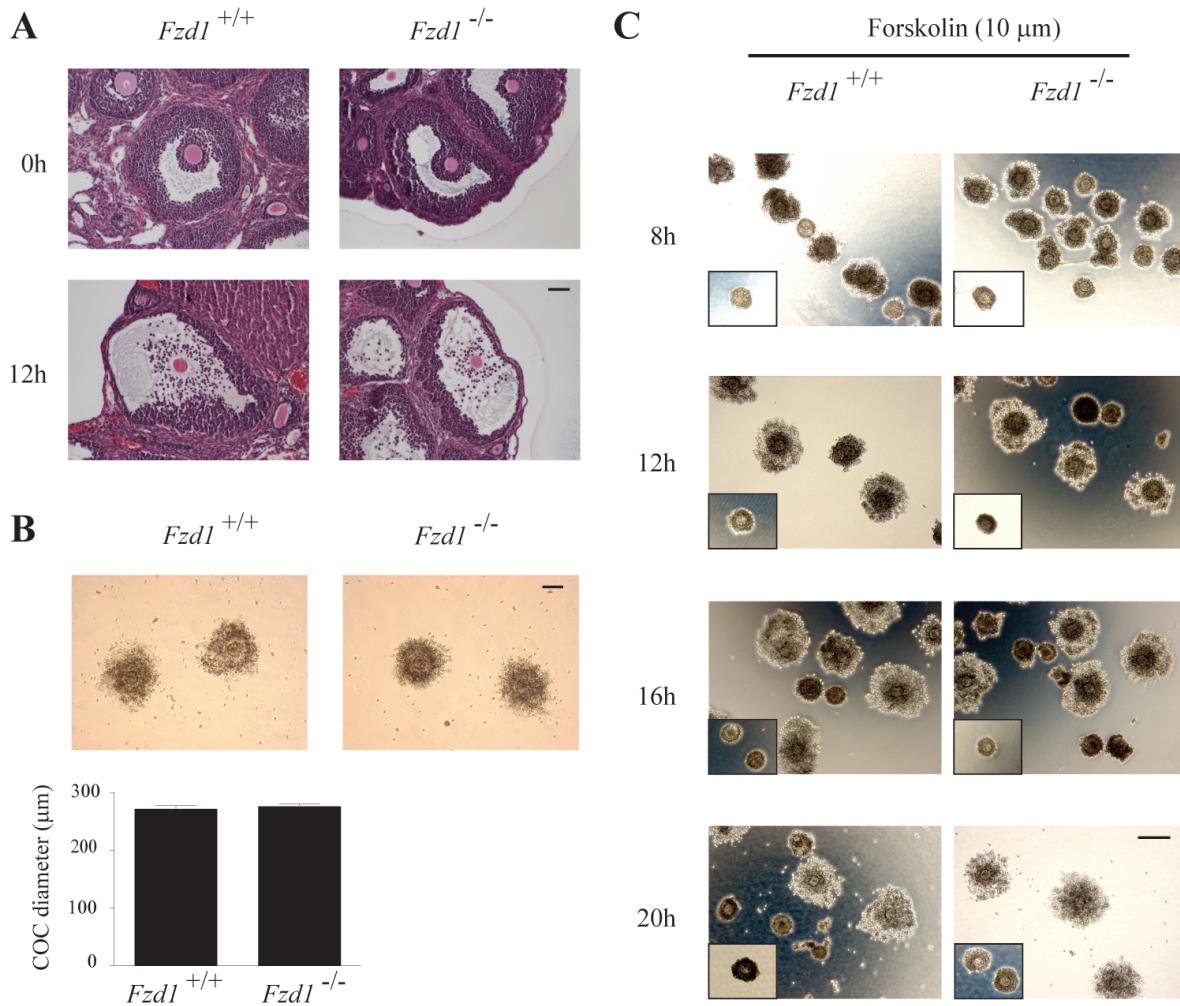 A
Fzd1 +/+
Fzd1 -/-
0h
12h
B
Fzd1 +/+
Fzd1 -/-
COC diameter (μm)
300
200
100
0
Fzd1 +/+
Fzd1 -/-
C
Forskolin (10 μm)
Fzd1 +/+
Fzd1 -/-
8h
12h
16h
20h